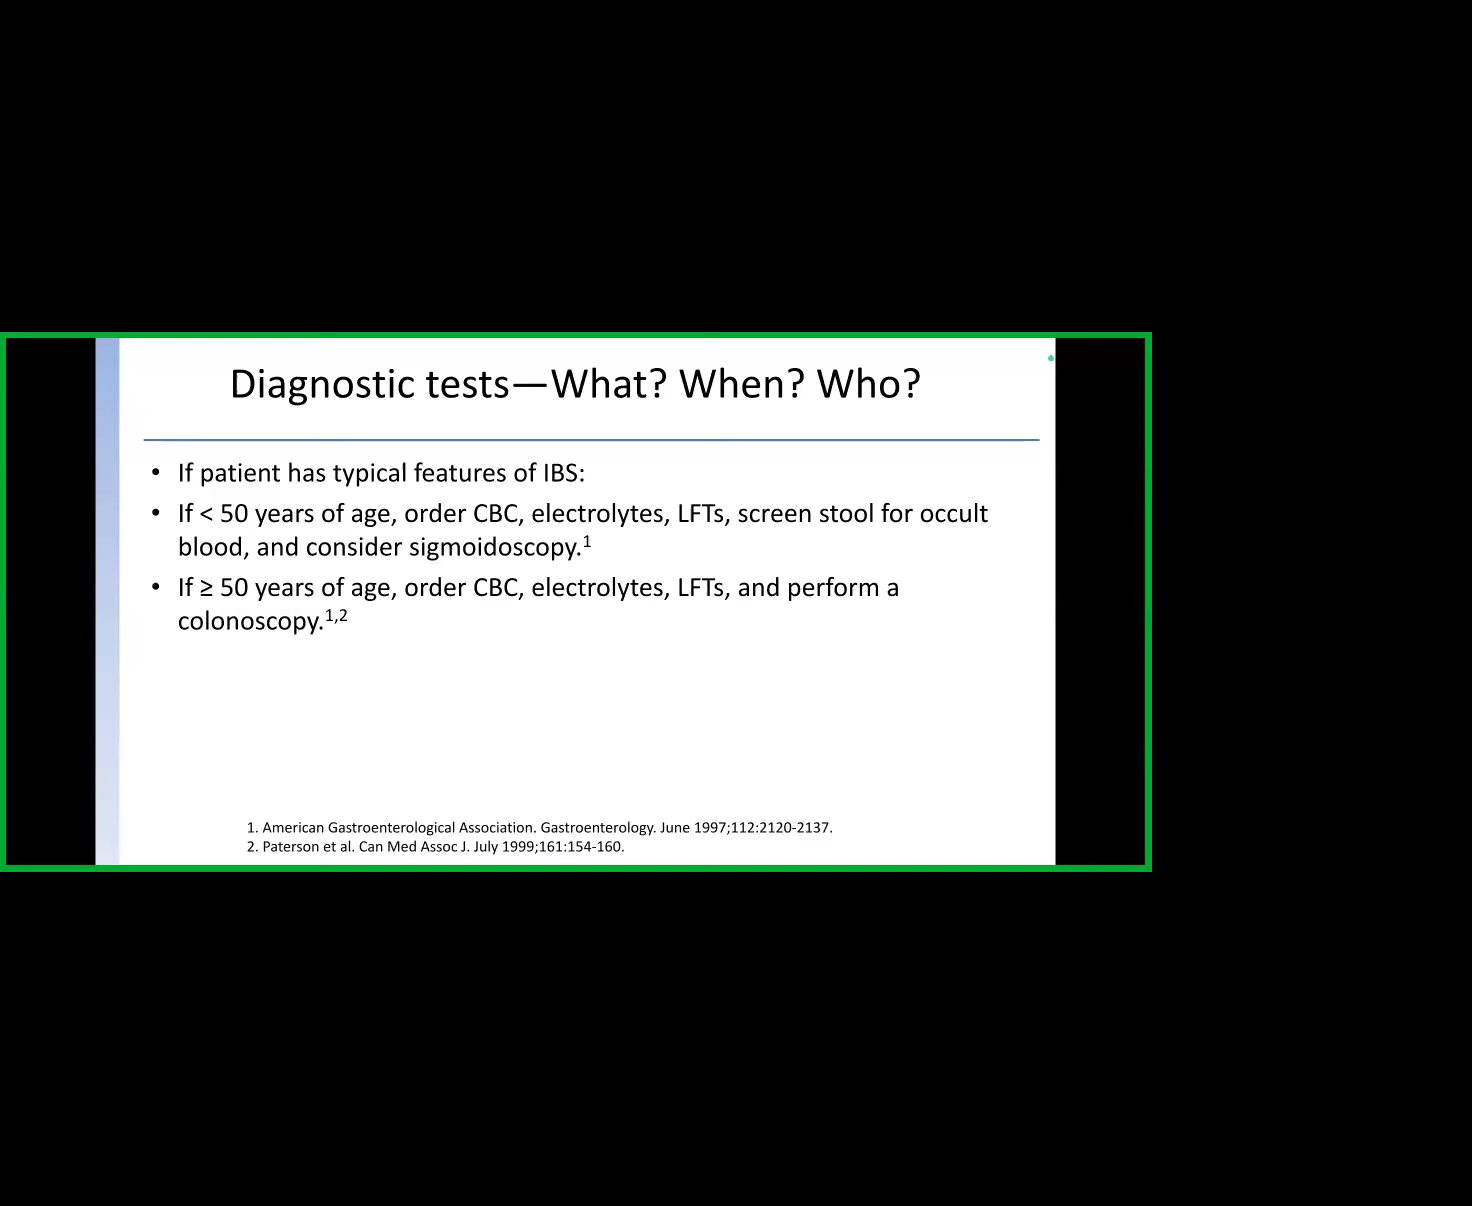 Diagnostic tests—What? When? Who?
• If patient has typical features of IBS:
• If < 50 years of age, order CBC, electrolytes, LFTs, screen stool for occult
blood, and consider sigmoidoscopy.1
• If ≥ 50 years of age, order CBC, electrolytes, LFTs, and perform a
colonoscopy.1,2
1. American Gastroenterological Association. Gastroenterology. June 1997;112:2120-2137.
2. Paterson et al. Can Med Assoc J. July 1999;161:154-160.